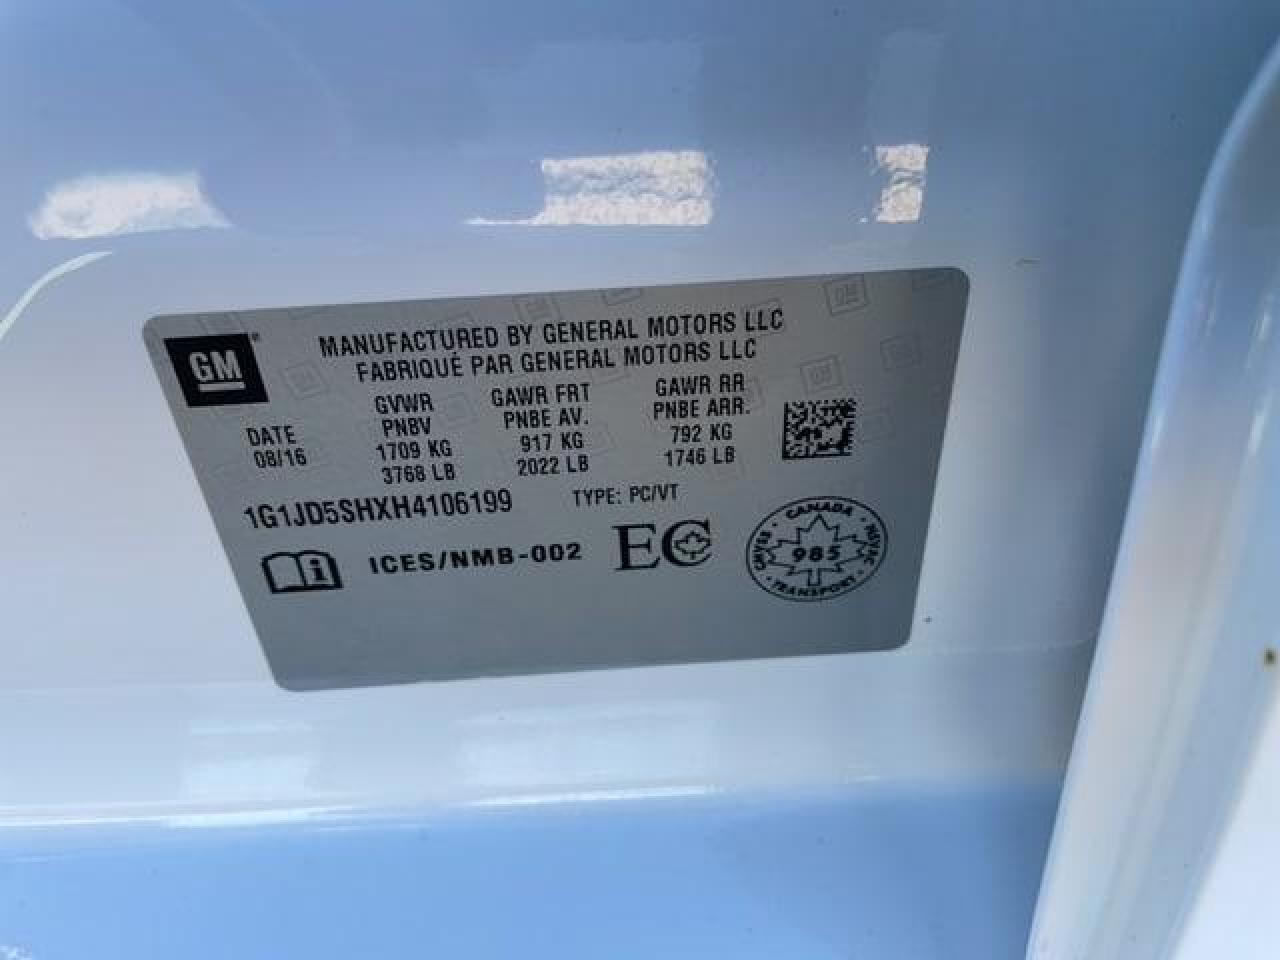 GM
MANUFACTURED BY GENERAL MOTORS LLC
FABRIQUÉ PAR GENERAL MOTORS LLC
DATE
08/16
GVWR
PNBV
1709 KG
3768 LB
GAWR FRT
PNBE AV.
917 KG
2022 LB
GAWR RR
PNBE ARR.
792 KG
1746 LB
1G1JD5SHXH4106199
TYPE: PC/VT
i ICES/NMB-002
EC
CANADA
985
TRANSPORT
CMVSS
NSVAC